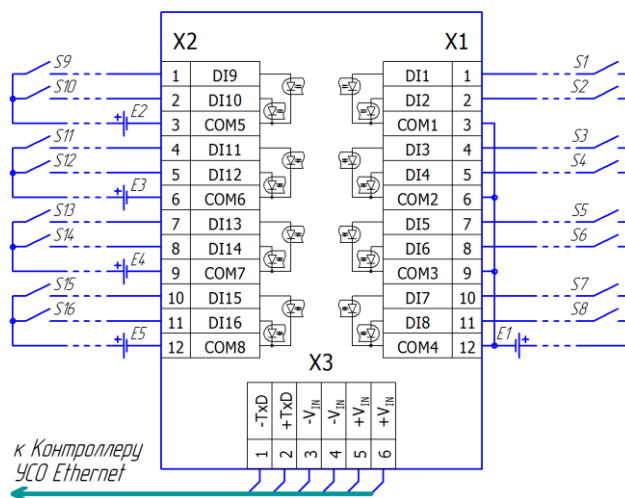 X2 X1
S9 1 DI9 DI1 1 S1
S10 2 DI10 DI2 2 S2
+ E2 3 COM5 COM1 3
S11 4 DI11 DI3 4 S3
S12 5 DI12 DI4 5 S4
+ E3 6 COM6 COM2 6
S13 7 DI13 DI5 7 S5
S14 8 DI14 DI6 8 S6
+ E4 9 COM7 COM3 9
S15 10 DI15 DI7 10 S7
S16 11 DI16 DI8 11 S8
+ E5 12 COM8 COM4 12 E1 +
X3
-TxD +TxD -VIN -VIN +VIN +VIN
1 2 3 4 5 6
к Контроллеру
УСО Ethernet